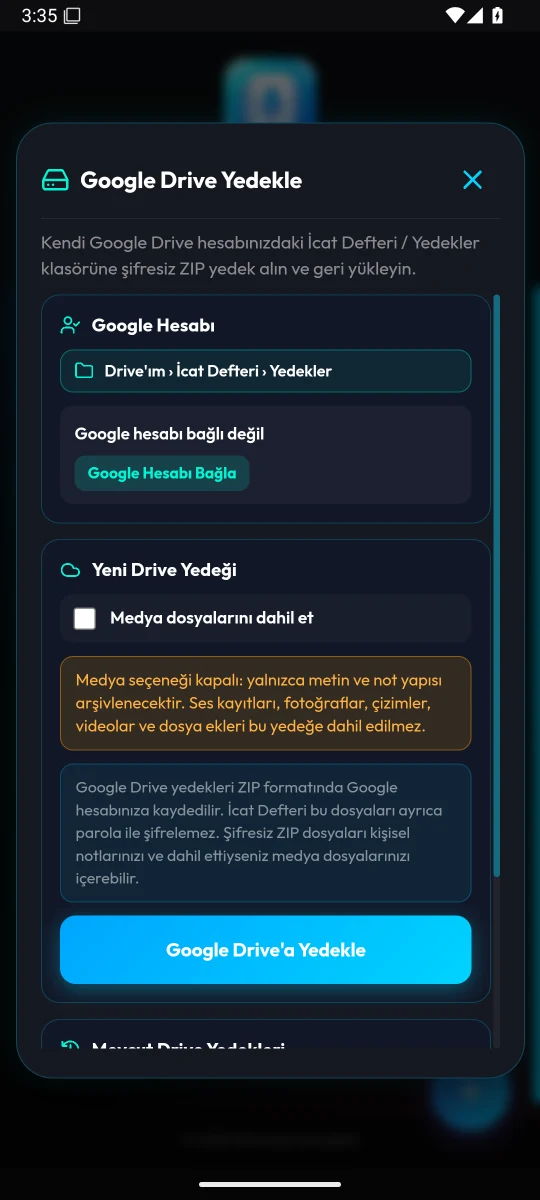 3:35
Google Drive Yedekle
Kendi Google Drive hesabınızdaki İcat Defteri / Yedekler
klasörüne şifresiz ZIP yedek alın ve geri yükleyin.
Google Hesabı
Drive'ım › İcat Defteri › Yedekler
Google hesabı bağlı değil
Google Hesabı Bağla
Yeni Drive Yedeği
Medya dosyalarını dahil et
Medya seçeneği kapalı: yalnızca metin ve not yapısı
arşivlenecektir. Ses kayıtları, fotoğraflar, çizimler,
videolar ve dosya ekleri bu yedeğe dahil edilmez.
Google Drive yedekleri ZIP formatında Google
hesabınıza kaydedilir. İcat Defteri bu dosyaları ayrıca
parola ile şifrelemez. Şifresiz ZIP dosyaları kişisel
notlarınızı ve dahil ettiyseniz medya dosyalarınızı
içerebilir.
Google Drive'a Yedekle
Mevcut Drive Yedekleri